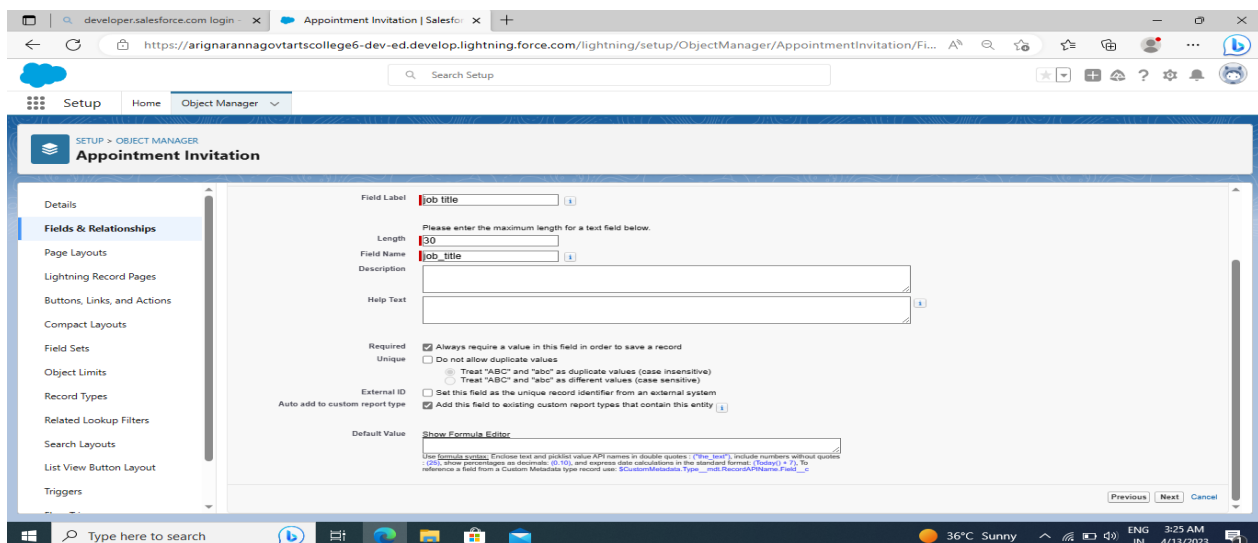 developer.salesforce.com login -
Appointment Invitation | Salesfo
https://arignarannagovtartscollege6-dev-ed.develop.lightning.force.com/lightning/setup/ObjectManager/AppointmentInvitation/Fi...
Search Setup
Setup Home Object Manager
SETUP > OBJECT MANAGER
Appointment Invitation
Details
Fields & Relationships
Page Layouts
Lightning Record Pages
Buttons, Links, and Actions
Compact Layouts
Field Sets
Object Limits
Record Types
Related Lookup Filters
Search Layouts
List View Button Layout
Triggers
Field Label job title
Please enter the maximum length for a text field below.
Length 30
Field Name job_title
Description
Help Text
Required Always require a value in this field in order to save a record
Unique Do not allow duplicate values
Treat "ABC" and "abc" as duplicate values (case insensitive)
Treat "ABC" and "abc" as different values (case sensitive)
External ID Set this field as the unique record identifier from an external system
Auto add to custom report type Add this field to existing custom report types that contain this entity
Default Value Show Formula Editor
Use formula syntax: Enclose text and picklist value API names in double quotes : ("the_text"), include numbers without quotes
: (25), show percentages as decimals: (0.10), and express date calculations in the standard format: (Today() + 7), To
reference a field from a Custom Metadata type record use: $CustomMetadata.Type__mdt.RecordAPIName.Field__c
Previous Next Cancel
Type here to search
36°C Sunny
ENG
IN
3:25 AM
4/13/2023